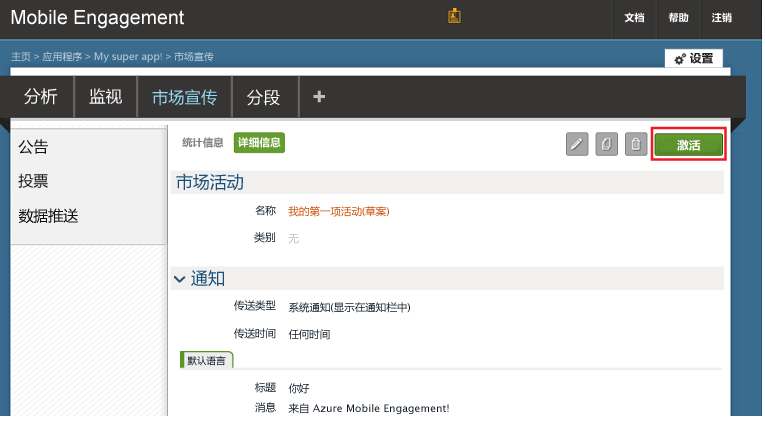 Mobile Engagement
文档 帮助 注销
主页 > 应用程序 > My super app! > 市场宣传
设置
分析 监视 市场宣传 分段 +
公告
投票
数据推送
统计信息 详细信息
激活
市场活动
名称 我的第一项活动(草案)
类别 无
通知
传送类型 系统通知(显示在通知栏中)
传送时间 任何时间
默认语言
标题 你好
消息 来自 Azure Mobile Engagement!